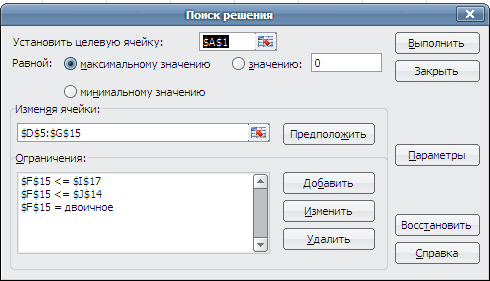 Поиск решения
Установить целевую ячейку: $A$1 Выполнить
Равной: максимальному значению значению: 0 Закрыть
минимальному значению
Изменяя ячейки:
$D$5:$G$15 Предположить
Ограничения: Параметры
$F$15 <= $I$17 Добавить
$F$15 <= $J$14
$F$15 = двоичное Изменить
Восстановить
Удалить
Справка